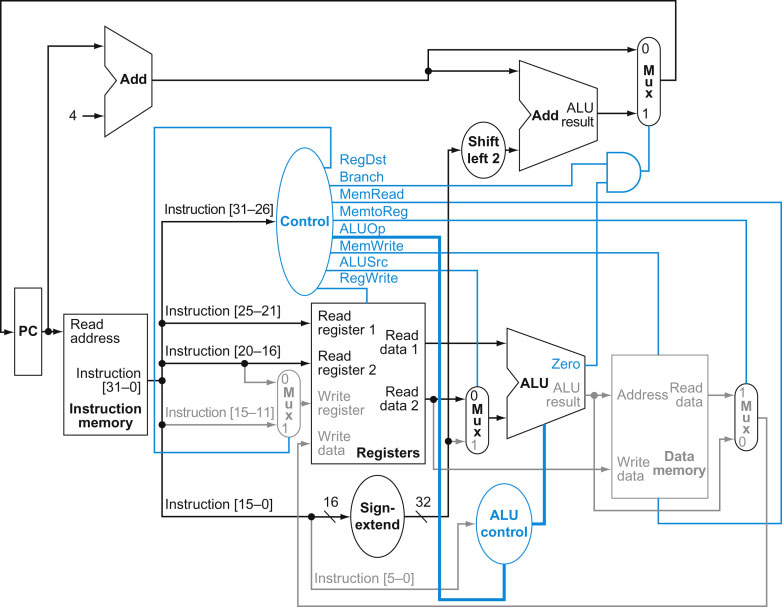 Add
4
Add
ALU
result
0
Mux
1
Shift
left 2
RegDst
Branch
MemRead
MemtoReg
ALUOp
MemWrite
ALUSrc
RegWrite
Control
Instruction [31–26]
Instruction [25–21]
Instruction [20–16]
Instruction [15–11]
Instruction [15–0]
Instruction [5–0]
PC
Read
address
Instruction
[31–0]
Instruction
memory
0
Mux
1
Read
register 1
Read
register 2
Write
register
Write
data
Read
data 1
Read
data 2
Registers
0
Mux
1
Zero
ALU
ALU
result
Address
Read
data
Write
data
Data
memory
1
Mux
0
16
Sign-
extend
32
ALU
control